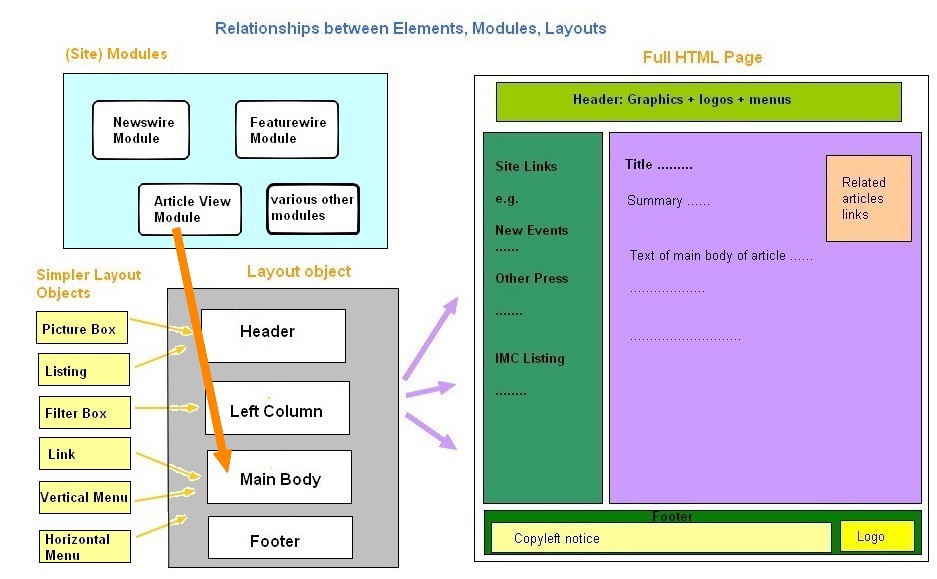 Relationships between Elements, Modules, Layouts
(Site) Modules
Newswire
Module
Featurewire
Module
Article View
Module
various other
modules
Simpler Layout
Objects
Picture Box
Listing
Filter Box
Link
Vertical Menu
Horizontal
Menu
Layout object
Header
Left Column
Main Body
Footer
Full HTML Page
Header: Graphics + logos + menus
Site Links
e.g.
New Events
......
Other Press
.......
IMC Listing
........
Title .........
Summary ......
Related
articles
links
Text of main body of article ......
...................
............................
Footer
Copyleft notice
Logo